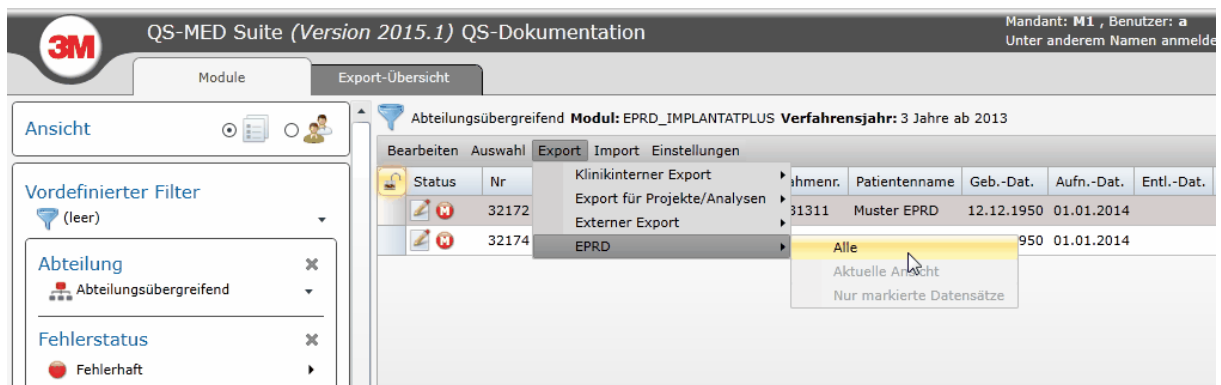 3M
QS-MED Suite (Version 2015.1) QS-Dokumentation
Mandant: M1 , Benutzer: a
Unter anderem Namen anmelde
Module
Export-Übersicht
Ansicht
Abteilungsübergreifend Modul: EPRD_IMPLANTATPLUS Verfahrensjahr: 3 Jahre ab 2013
Bearbeiten Auswahl Export Import Einstellungen
Vordefinierter Filter
(leer)
Abteilung
Abteilungsübergreifend
Fehlerstatus
Fehlerhaft
Status Nr ahmenr. Patientenname Geb.-Dat. Aufn.-Dat. Entl.-Dat.
M 32172 31311 Muster EPRD 12.12.1950 01.01.2014
M 32174 950 01.01.2014
Klinikinterner Export
Export für Projekte/Analysen
Externer Export
EPRD
Alle
Aktuelle Ansicht
Nur markierte Datensätze